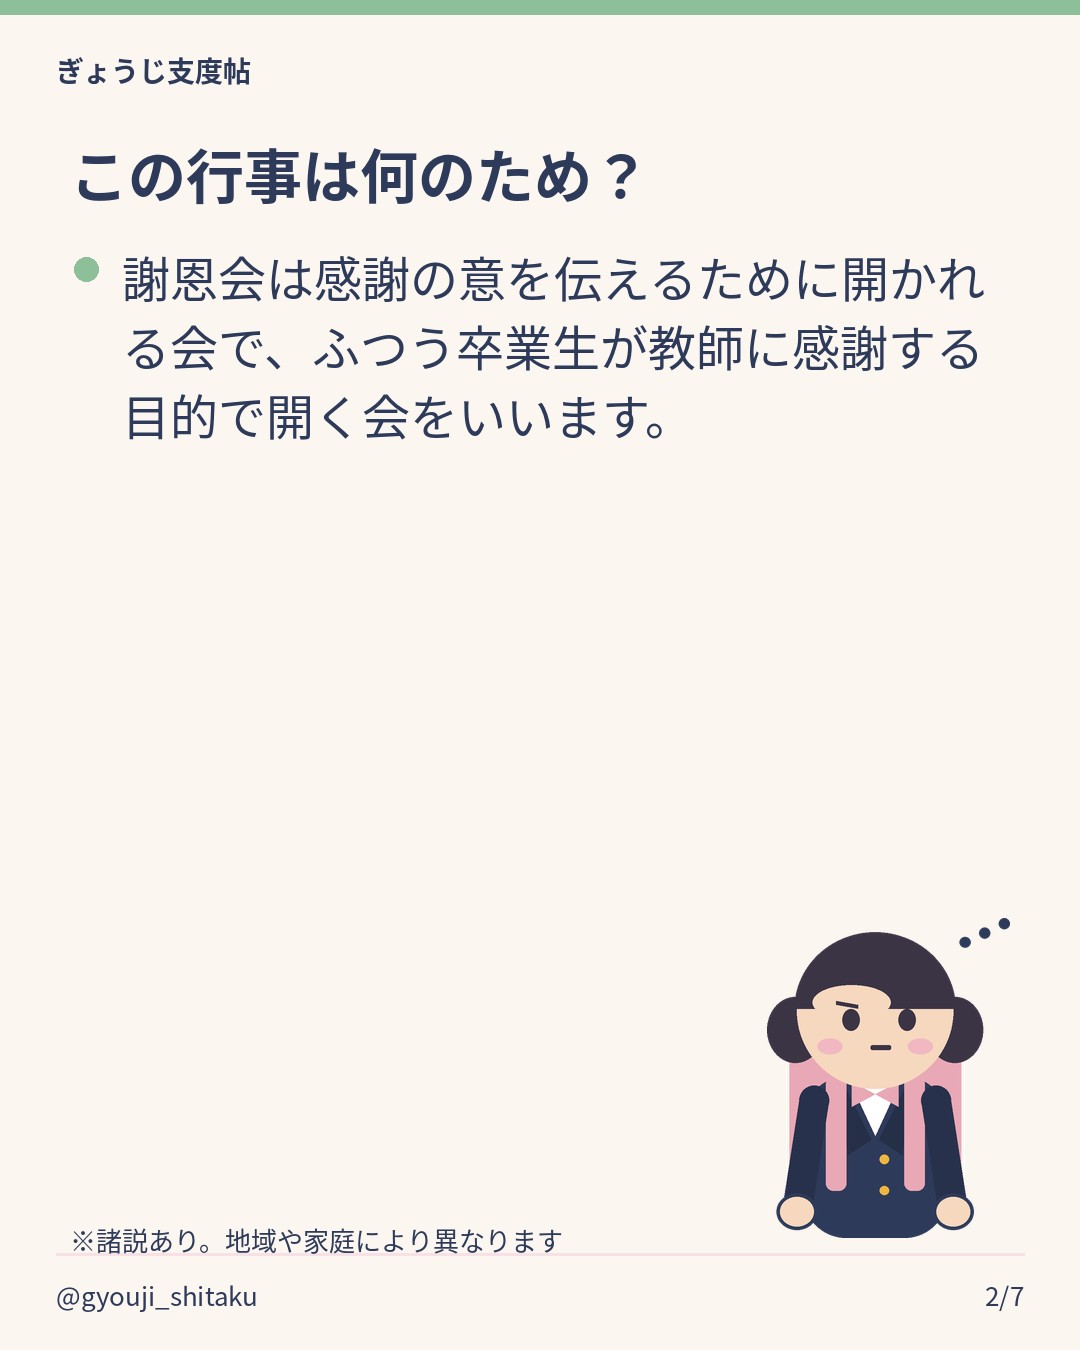 ぎょうじ支度帖
この行事は何のため？
謝恩会は感謝の意を伝えるために開かれ
る会で、ふつう卒業生が教師に感謝する
目的で開く会をいいます。
※諸説あり。地域や家庭により異なります
@gyouji_shitaku
2/7